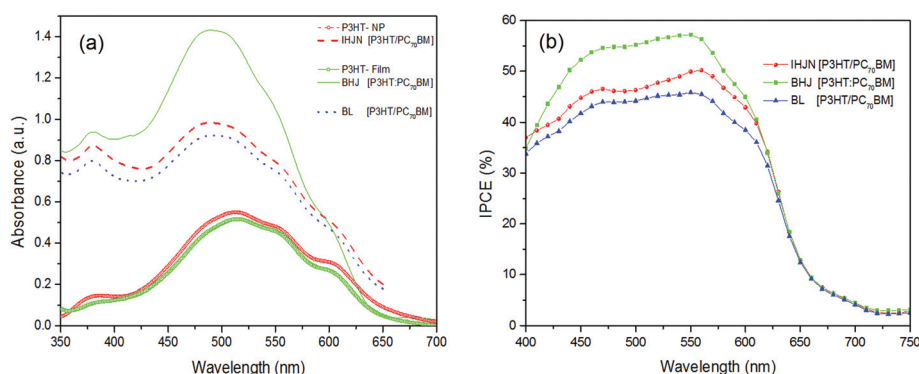 (a)
P3HT- NP
IHJN [P3HT/PC70BM]
P3HT- Film
BHJ [P3HT:PC70BM]
BL [P3HT/PC70BM]
1.4
1.2
1.0
0.8
0.6
0.4
0.2
0.0
Absorbance (a.u.)
350 400 450 500 550 600 650 700
Wavelength (nm)
(b)
IHJN [P3HT/PC70BM]
BHJ [P3HT:PC70BM]
BL [P3HT/PC70BM]
60
50
40
30
20
10
0
IPCE (%)
400 450 500 550 600 650 700 750
Wavelength (nm)